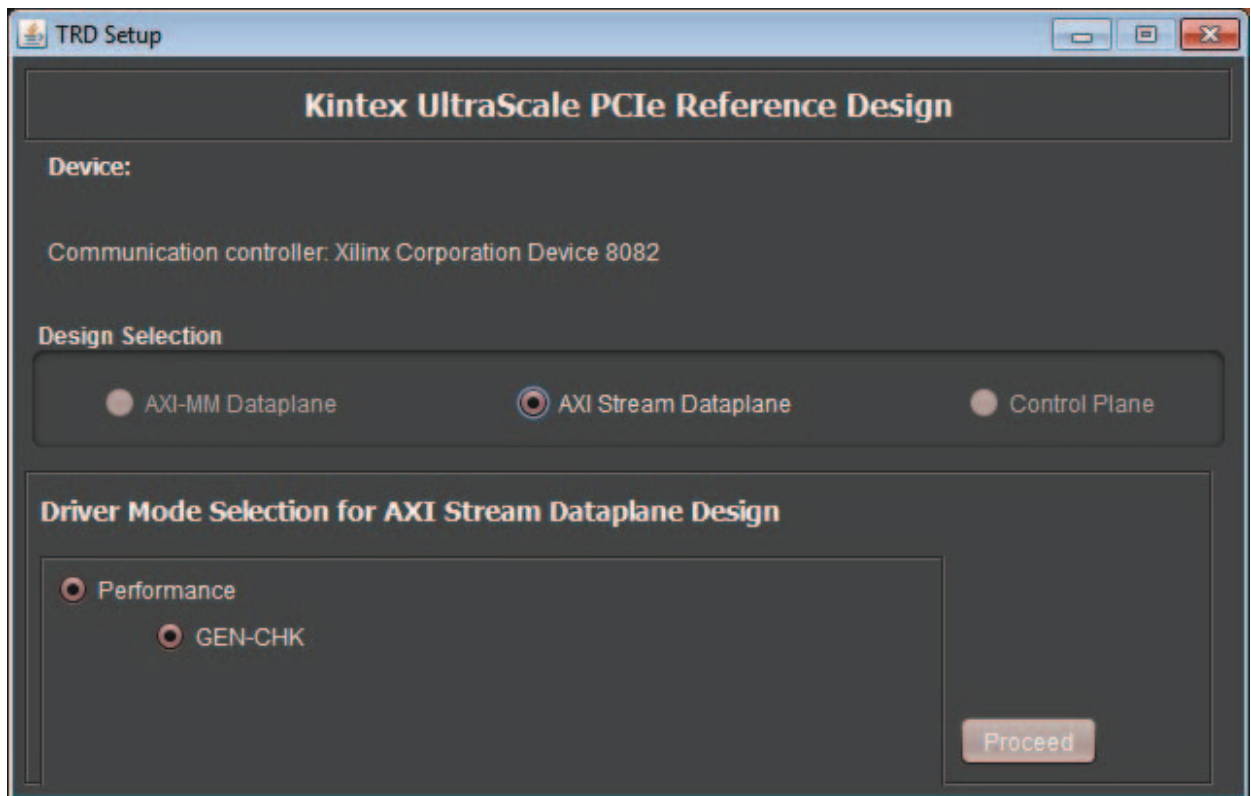 TRD Setup
Kintex UltraScale PCIe Reference Design
Device:
Communication controller: Xilinx Corporation Device 8082
Design Selection
AXI-MM Dataplane AXI Stream Dataplane Control Plane
Driver Mode Selection for AXI Stream Dataplane Design
Performance
GEN-CHK
Proceed